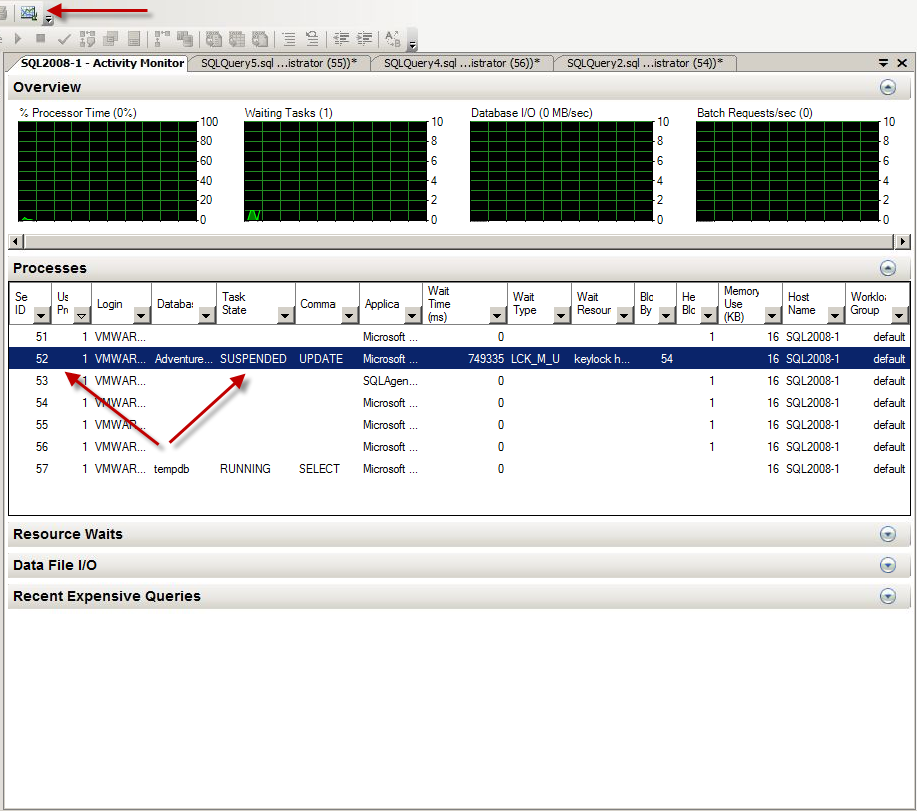 SQL2008-1 - Activity Monitor SQLQuery5.sql ...istrator (55))* SQLQuery4.sql ...istrator (56))* SQLQuery2.sql ...istrator (54))*
Overview
% Processor Time (0%) Waiting Tasks (1) Database I/O (0 MB/sec) Batch Requests/sec (0)
100 10 10 10
80 8 8 8
60 6 6 6
40 4 4 4
20 2 2 2
0 0 0 0
Processes
Se ID Us Pro Login Databas Task State Comma Applica Wait Time (ms) Wait Type Wait Resour Blo By He Blo Memory Use (KB) Host Name Workloa Group
51 1 VMWAR... Microsoft ... 0 1 16 SQL2008-1 default
52 1 VMWAR... Adventure... SUSPENDED UPDATE Microsoft ... 749335 LCK_M_U keylock h... 54 16 SQL2008-1 default
53 1 VMWAR... SQLAgen... 0 1 16 SQL2008-1 default
54 1 VMWAR... Microsoft ... 0 1 16 SQL2008-1 default
55 1 VMWAR... Microsoft ... 0 1 16 SQL2008-1 default
56 1 VMWAR... Microsoft ... 0 1 16 SQL2008-1 default
57 1 VMWAR... tempdb RUNNING SELECT Microsoft ... 0 16 SQL2008-1 default
Resource Waits
Data File I/O
Recent Expensive Queries